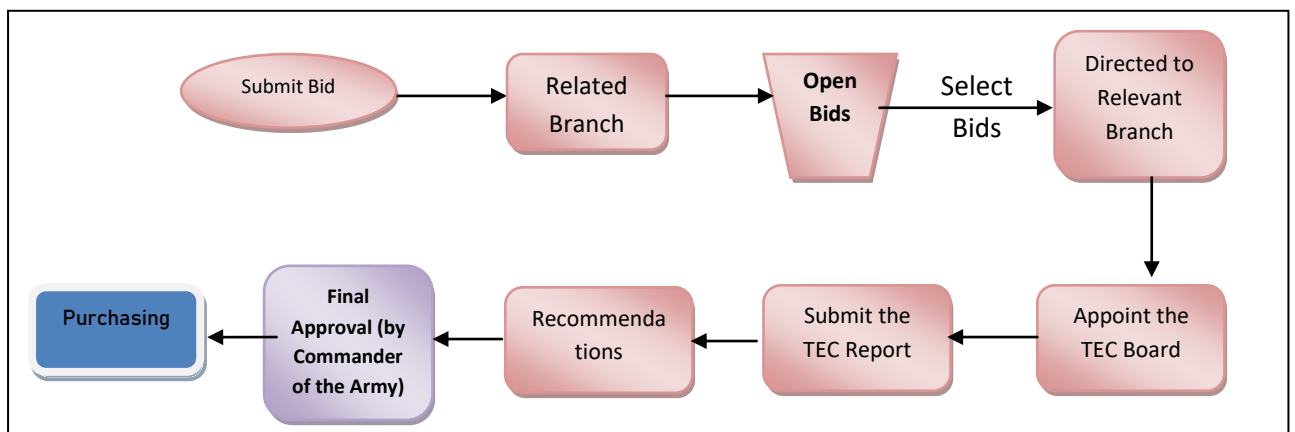 Submit Bid
Related
Branch
Open
Bids
Select
Bids
Directed to
Relevant
Branch
Appoint the
TEC Board
Submit the
TEC Report
Recommenda
tions
Final
Approval (by
Commander
of the Army)
Purchasing